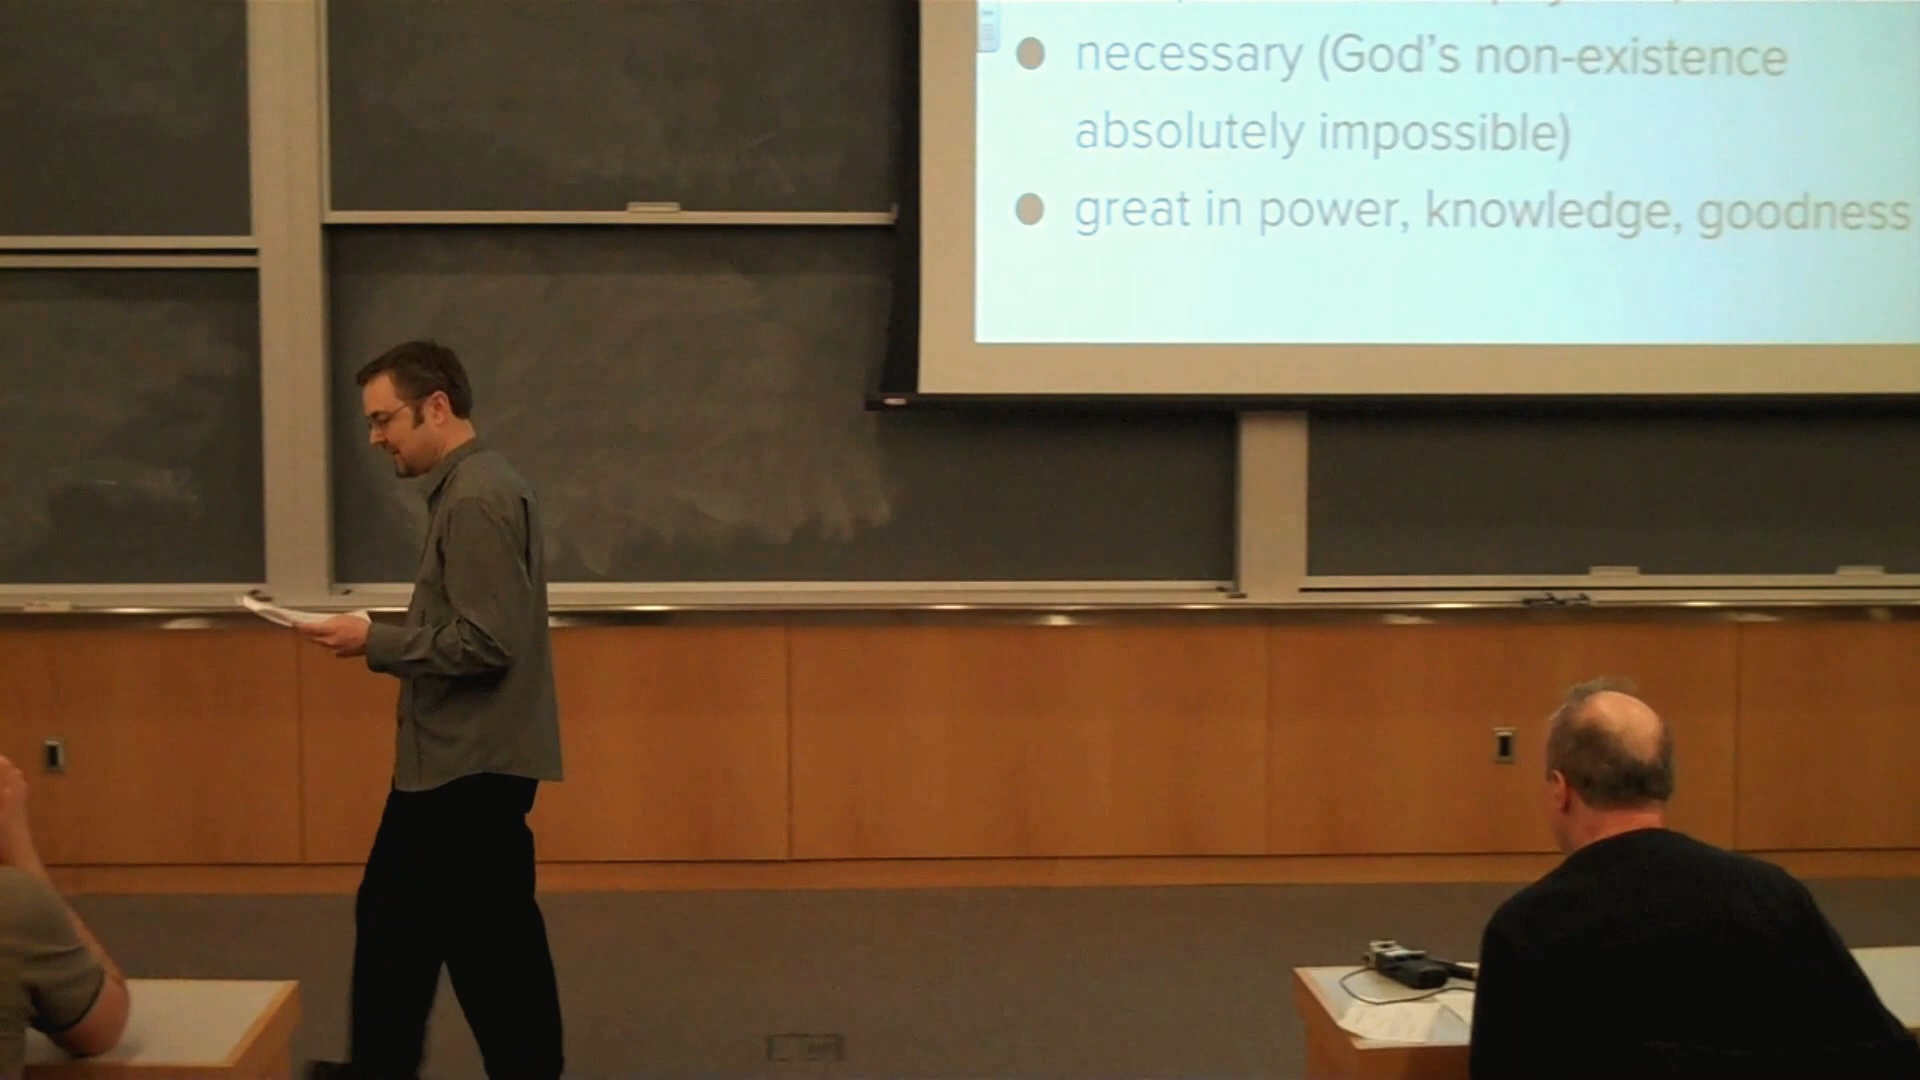 necessary (God's non-existence
absolutely impossible)
great in power, knowledge, goodness